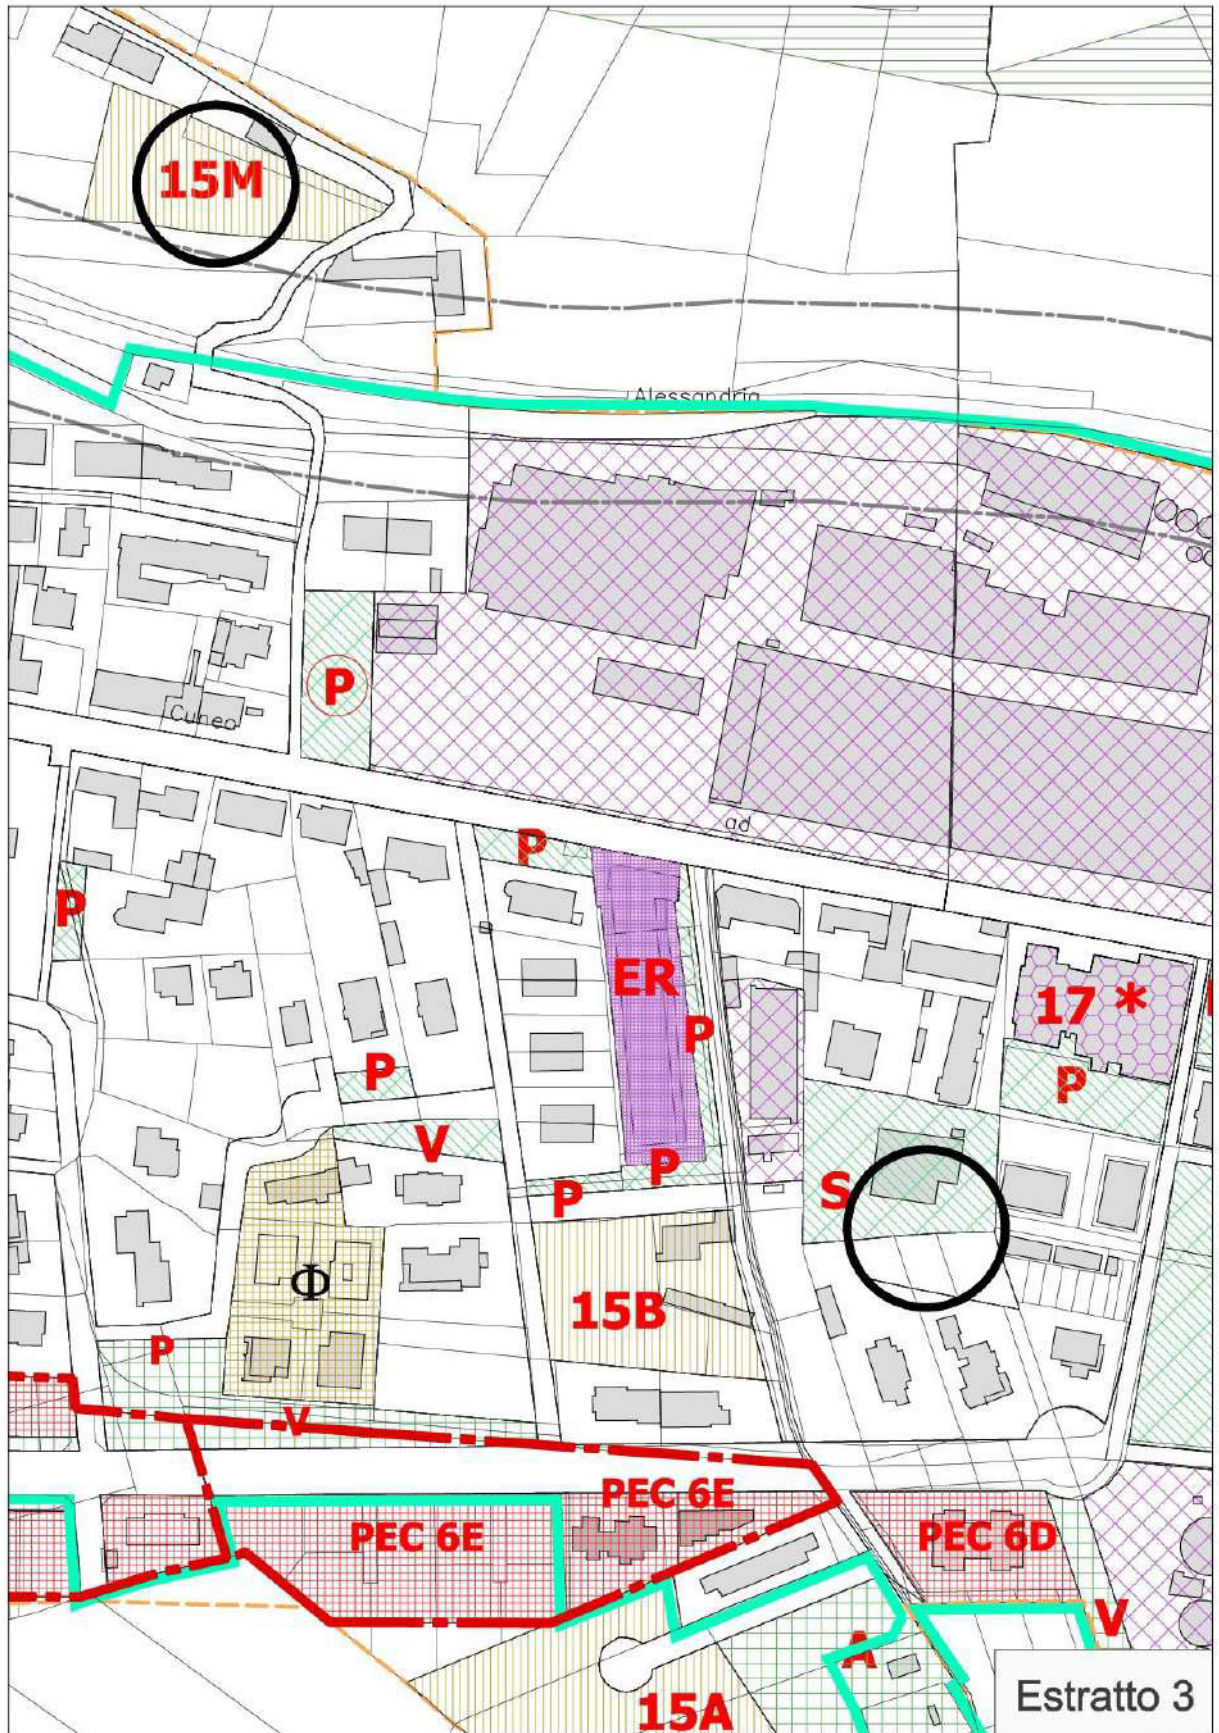 15M
Alessandria
P
Cuneo
ad
P
P
ER
17 *
P
P
P
V
P
S
P
Φ
15B
P
V
PEC 6E
PEC 6E
PEC 6D
V
A
15A
Estratto 3